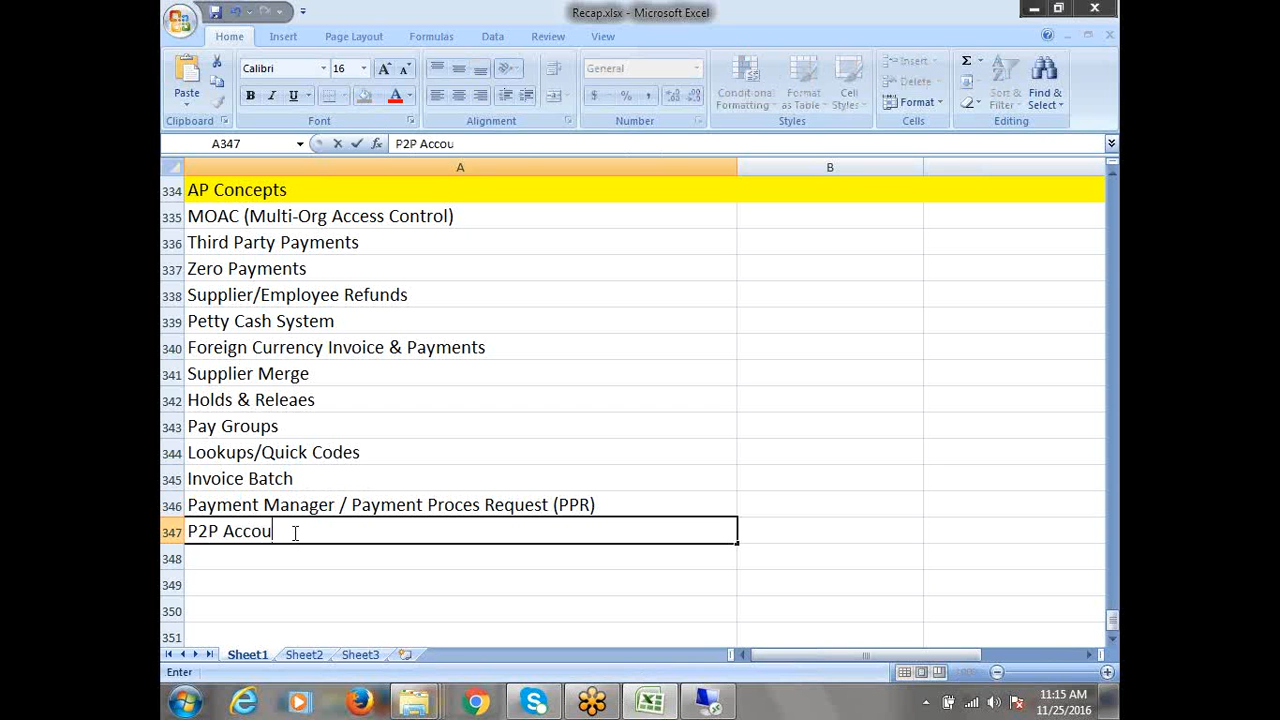 Recap.xlsx - Microsoft Excel
Home Insert Page Layout Formulas Data Review View
Paste
Clipboard
Calibri 16
B I U
Font
Alignment
General
$ % ,
Number
Conditional Formatting
Format as Table
Cell Styles
Styles
Insert
Delete
Format
Cells
Sort & Filter
Find & Select
Editing
A347 P2P Accou
A B
334 AP Concepts
335 MOAC (Multi-Org Access Control)
336 Third Party Payments
337 Zero Payments
338 Supplier/Employee Refunds
339 Petty Cash System
340 Foreign Currency Invoice & Payments
341 Supplier Merge
342 Holds & Releaes
343 Pay Groups
344 Lookups/Quick Codes
345 Invoice Batch
346 Payment Manager / Payment Proces Request (PPR)
347 P2P Accou
348
349
350
351
Sheet1 Sheet2 Sheet3
Enter
11:15 AM
11/25/2016